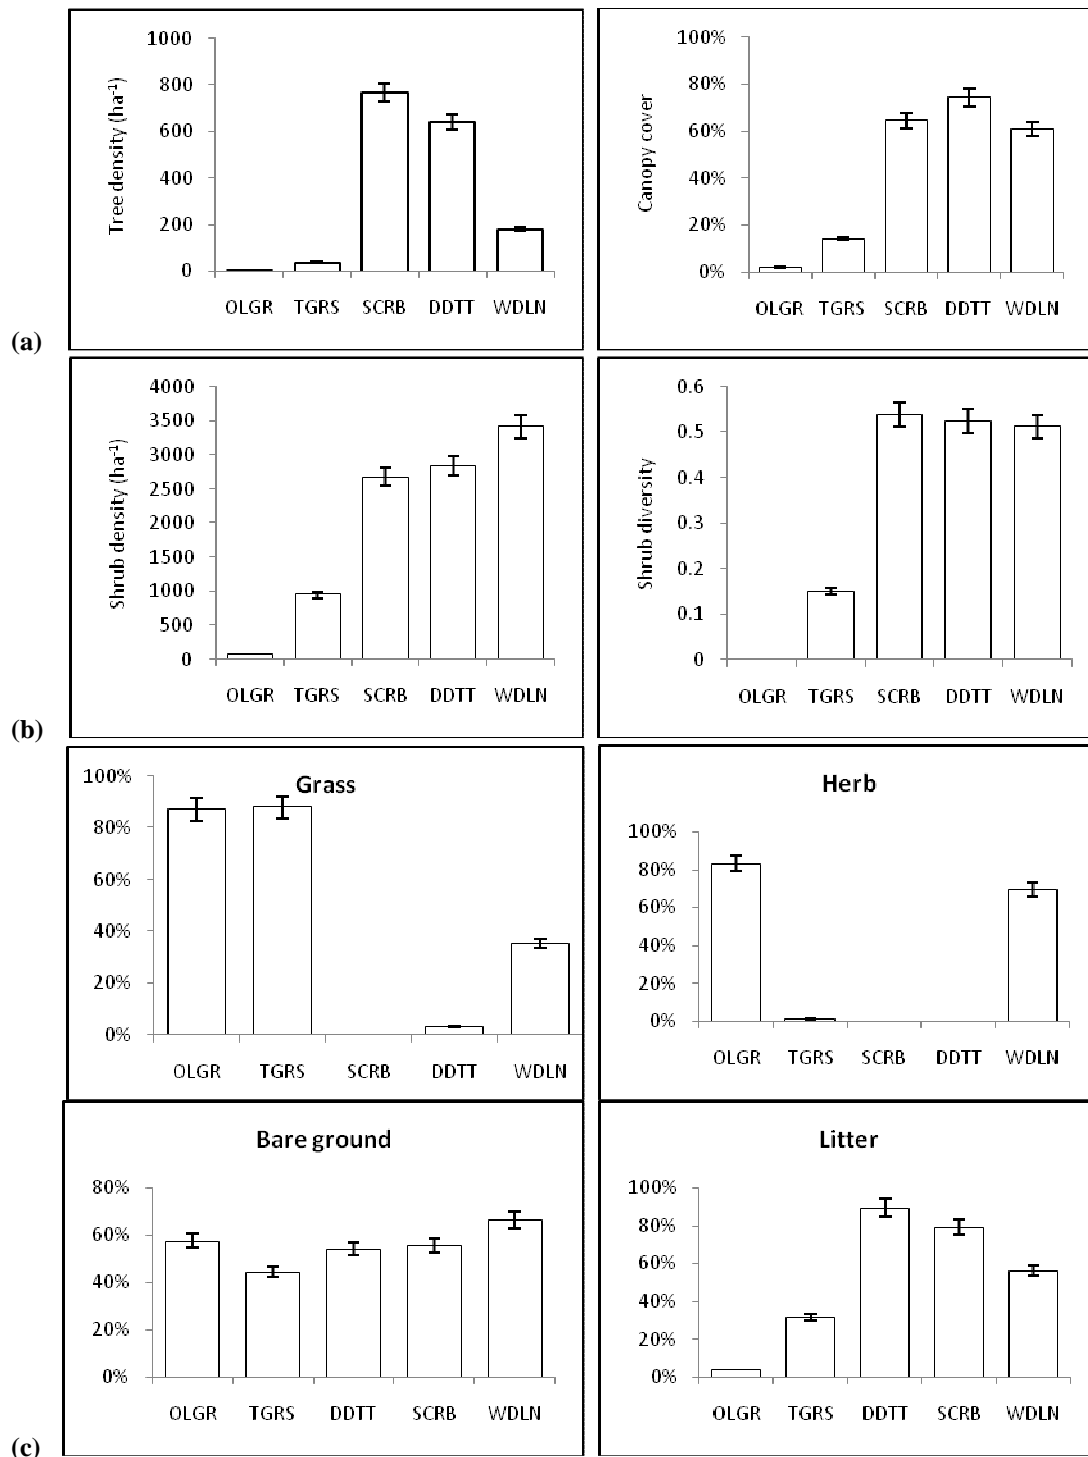 Tree density (ha⁻¹)
1000
800
600
400
200
0
OLGR TGRS SCRB DDTT WDLN
Canopy cover
100%
80%
60%
40%
20%
0%
OLGR TGRS SCRB DDTT WDLN
(a)
Shrub density (ha⁻¹)
4000
3500
3000
2500
2000
1500
1000
500
0
OLGR TGRS SCRB DDTT WDLN
Shrub diversity
0.6
0.5
0.4
0.3
0.2
0.1
0
OLGR TGRS SCRB DDTT WDLN
(b)
Grass
100%
80%
60%
40%
20%
0%
OLGR TGRS SCRB DDTT WDLN
Herb
100%
80%
60%
40%
20%
0%
OLGR TGRS SCRB DDTT WDLN
Bare ground
80%
60%
40%
20%
0%
OLGR TGRS DDTT SCRB WDLN
Litter
100%
80%
60%
40%
20%
0%
OLGR TGRS DDTT SCRB WDLN
(c)